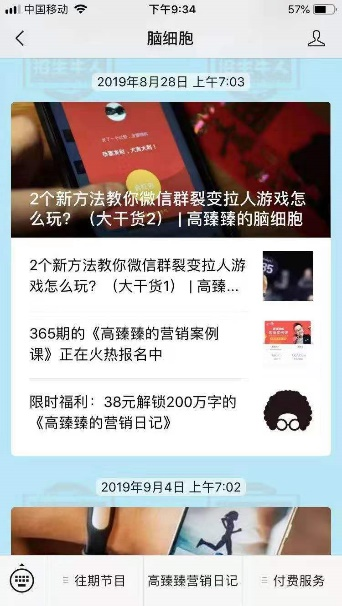 中国移动
下午9:34
57%
脑细胞
2019年8月28日 上午7:03
2个新方法教你微信群裂变拉人游戏怎
么玩？（大干货2） | 高臻臻的脑细胞
2个新方法教你微信群裂变拉人游
戏怎么玩？（大干货1） | 高臻...
365期的《高臻臻的营销案例
课》正在火热报名中
限时福利：38元解锁200万字的
《高臻臻的营销日记》
2019年9月4日 上午7:02
往期节目
高臻臻营销日记
付费服务